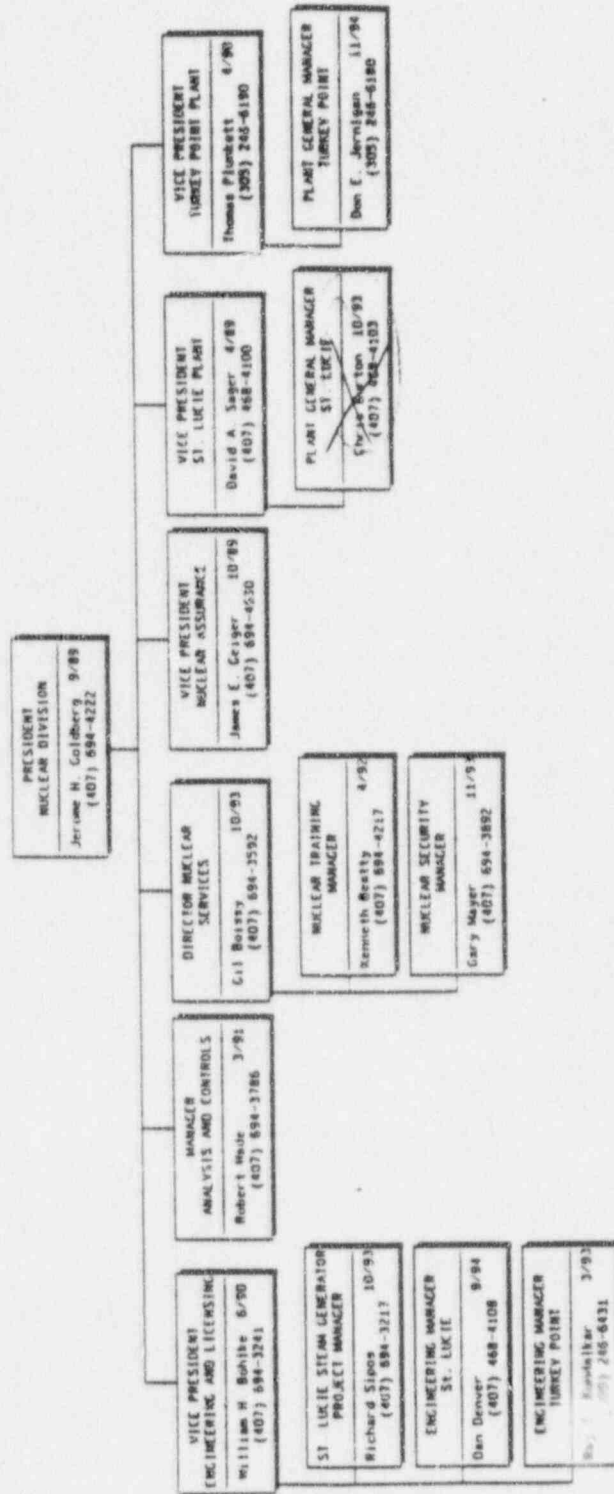 PRESIDENT
NUCLEAR DIVISION
Jerome H. Goldberg 9/89
(407) 694-4222
VICE PRESIDENT
ENGINEERING AND LICENSING
William H. Bohlke 6/90
(407) 694-3241
ST LUCIE STEAM GENERATOR
PROJECT MANAGER
Richard Sipos 10/93
(407) 694-3217
ENGINEERING MANAGER
St. LUCIE
Dan Denver 9/94
(407) 468-4108
ENGINEERING MANAGER
TURKEY POINT
Kundalkar 3/93
246-6431
MANAGER
ANALYSIS AND CONTROLS
Robert Wade 3/91
(407) 694-3786
DIRECTOR NUCLEAR
SERVICES
Gil Boissy 10/93
(407) 694-3592
NUCLEAR TRAINING
MANAGER
Kenneth Beatty 4/92
(407) 694-4217
NUCLEAR SECURITY
MANAGER
Gary Mayer
(407) 694-3892
VICE PRESIDENT
NUCLEAR ASSURANCE
James E. Geiger 10/89
(407) 694-4530
VICE PRESIDENT
ST. LUCIE PLANT
David A. Sager 4/89
(407) 468-4100
PLANT GENERAL MANAGER
ST. LUCIE
Chris Burton 10/93
(407) 468-4103
VICE PRESIDENT
TURKEY POINT PLANT
Thomas Plunkett 4/90
(305) 246-6190
PLANT GENERAL MANAGER
TURKEY POINT
Don E. Jernigan 11/94
(305) 246-6180